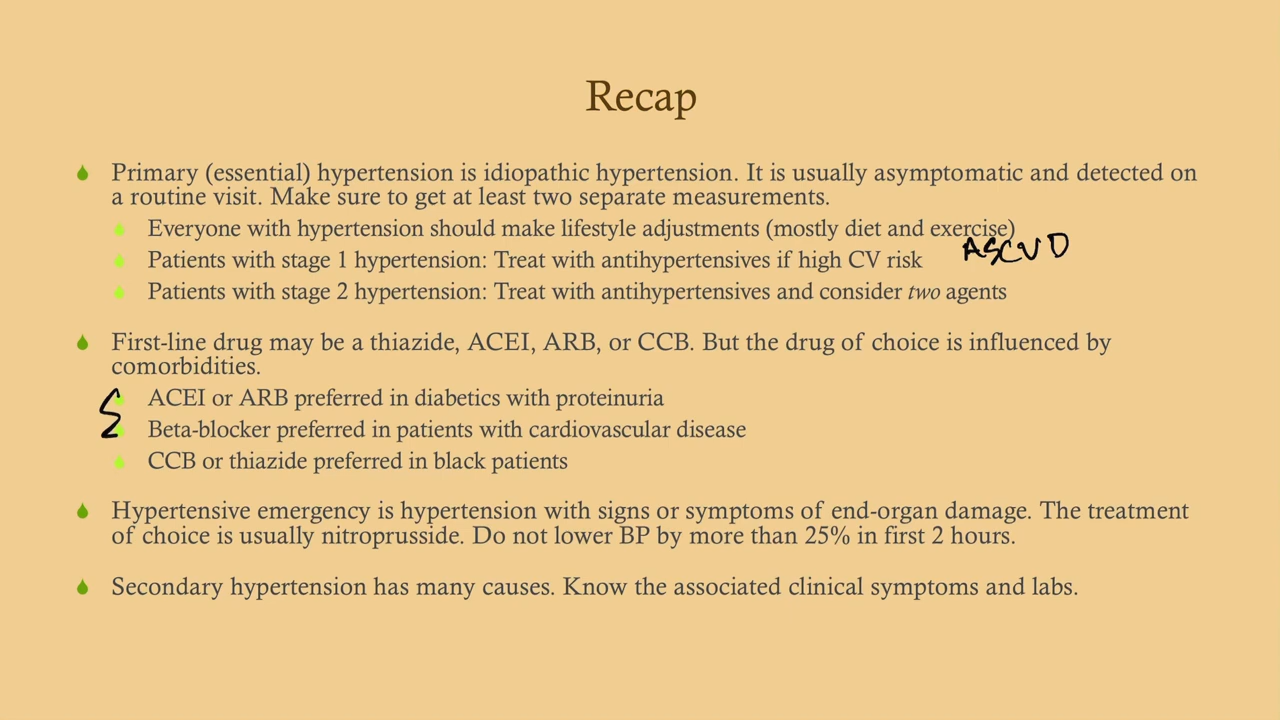 Recap
Primary (essential) hypertension is idiopathic hypertension. It is usually asymptomatic and detected on
a routine visit. Make sure to get at least two separate measurements.
Everyone with hypertension should make lifestyle adjustments (mostly diet and exercise)
Patients with stage 1 hypertension: Treat with antihypertensives if high CV risk
ASCVD
Patients with stage 2 hypertension: Treat with antihypertensives and consider two agents
First-line drug may be a thiazide, ACEI, ARB, or CCB. But the drug of choice is influenced by
comorbidities.
ACEI or ARB preferred in diabetics with proteinuria
Beta-blocker preferred in patients with cardiovascular disease
CCB or thiazide preferred in black patients
Hypertensive emergency is hypertension with signs or symptoms of end-organ damage. The treatment
of choice is usually nitroprusside. Do not lower BP by more than 25% in first 2 hours.
Secondary hypertension has many causes. Know the associated clinical symptoms and labs.